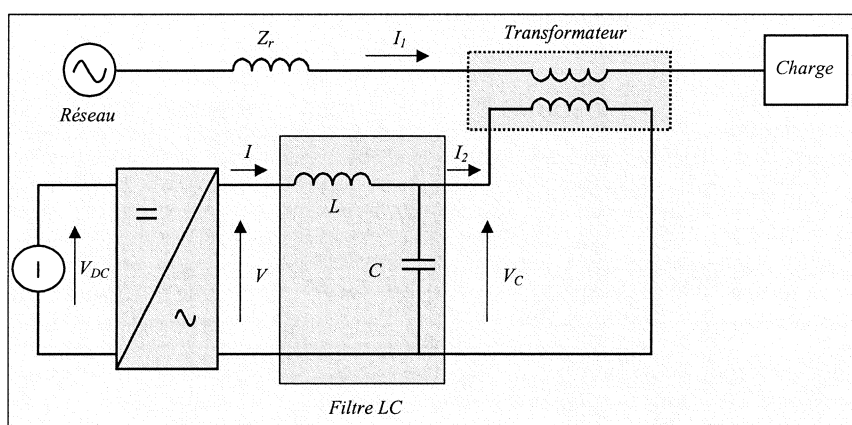 Transformateur
Z_r
I_1
Charge
Réseau
I
I_2
L
V_DC
V
C
V_C
Filtre LC